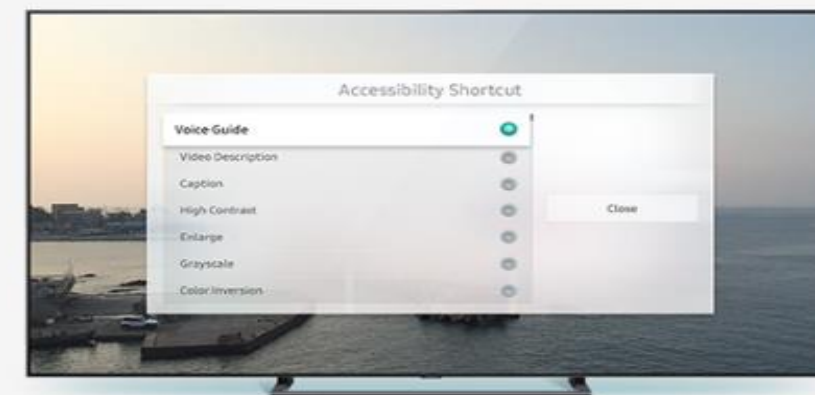 Accessibility Shortcut
Voice Guide
Video Description
Caption
High Contrast
Close
Enlarge
Grayscale
Color Inversion